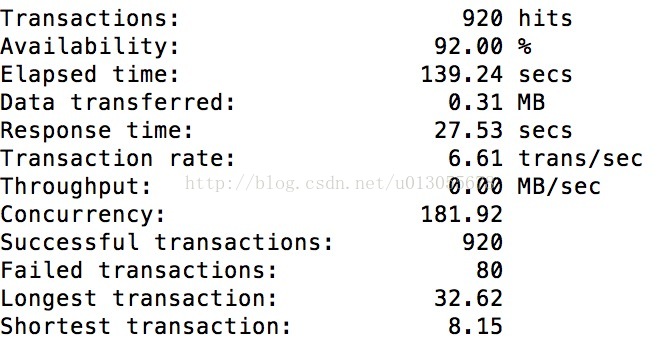 Transactions: 920 hits
Availability: 92.00 %
Elapsed time: 139.24 secs
Data transferred: 0.31 MB
Response time: 27.53 secs
Transaction rate: 6.61 trans/sec
Throughput: 0.00 MB/sec
http://blog.csdn.net/
Concurrency: 181.92
Successful transactions: 920
Failed transactions: 80
Longest transaction: 32.62
Shortest transaction: 8.15